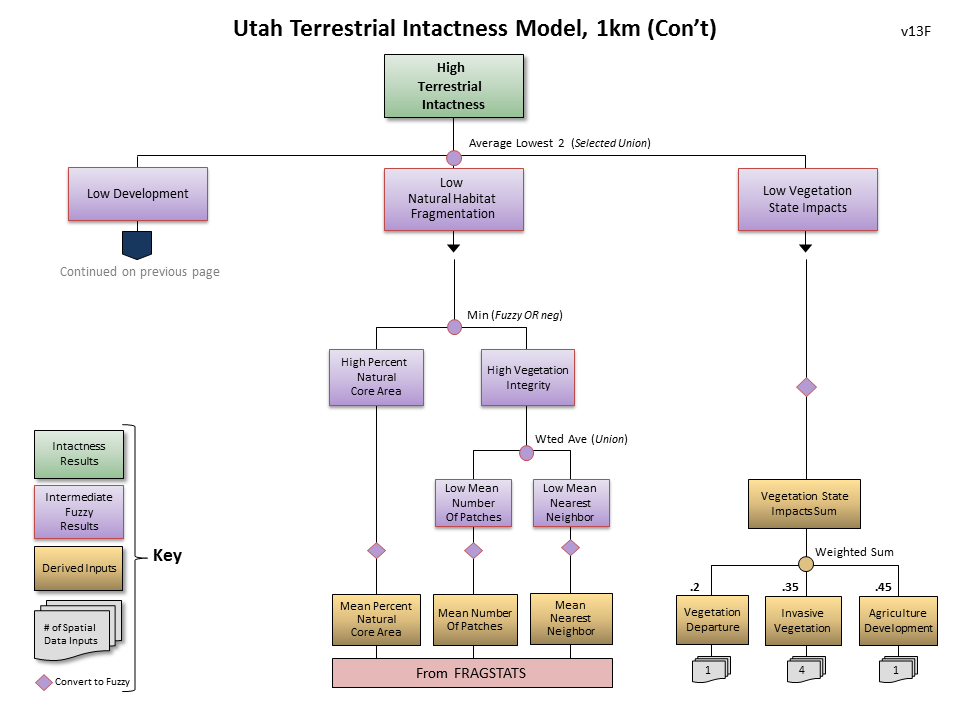 Utah Terrestrial Intactness Model, 1km (Con’t)
v13F
High
Terrestrial
Intactness
Average Lowest 2 (Selected Union)
Low Development
Low
Natural Habitat
Fragmentation
Low Vegetation
State Impacts
Continued on previous page
Min (Fuzzy OR neg)
High Percent
Natural
Core Area
High Vegetation
Integrity
Wted Ave (Union)
Low Mean
Number
Of Patches
Low Mean
Nearest
Neighbor
Vegetation State
Impacts Sum
Weighted Sum
.2
.35
.45
Mean Percent
Natural
Core Area
Mean Number
Of Patches
Mean
Nearest
Neighbor
Vegetation
Departure
Invasive
Vegetation
Agriculture
Development
From FRAGSTATS
1
4
1
Intactness
Results
Intermediate
Fuzzy
Results
Derived Inputs
# of Spatial
Data Inputs
Convert to Fuzzy
Key